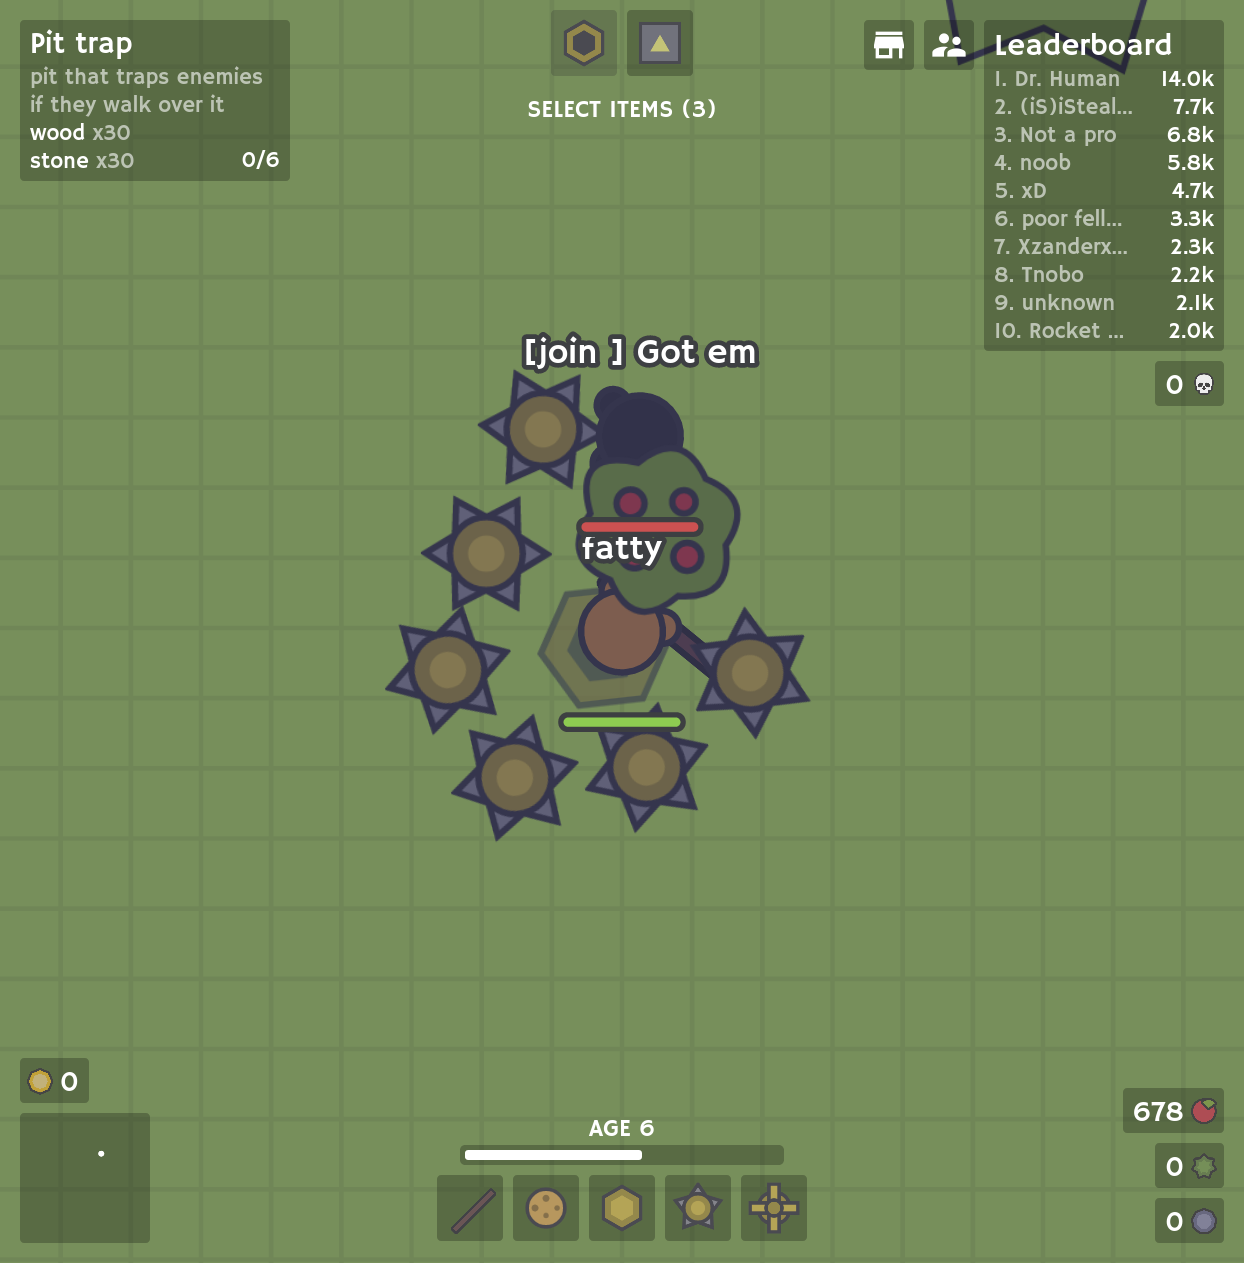 Pit trap
pit that traps enemies
if they walk over it
wood x30
stone x30 0/6
SELECT ITEMS (3)
Leaderboard
1. Dr. Human 14.0k
2. (iS)iSteal... 7.7k
3. Not a pro 6.8k
4. noob 5.8k
5. xD 4.7k
6. poor fell... 3.3k
7. Xzanderx... 2.3k
8. Tnobo 2.2k
9. unknown 2.1k
10. Rocket ... 2.0k
0
[join ] Got em
fatty
0
AGE 6
678
0
0